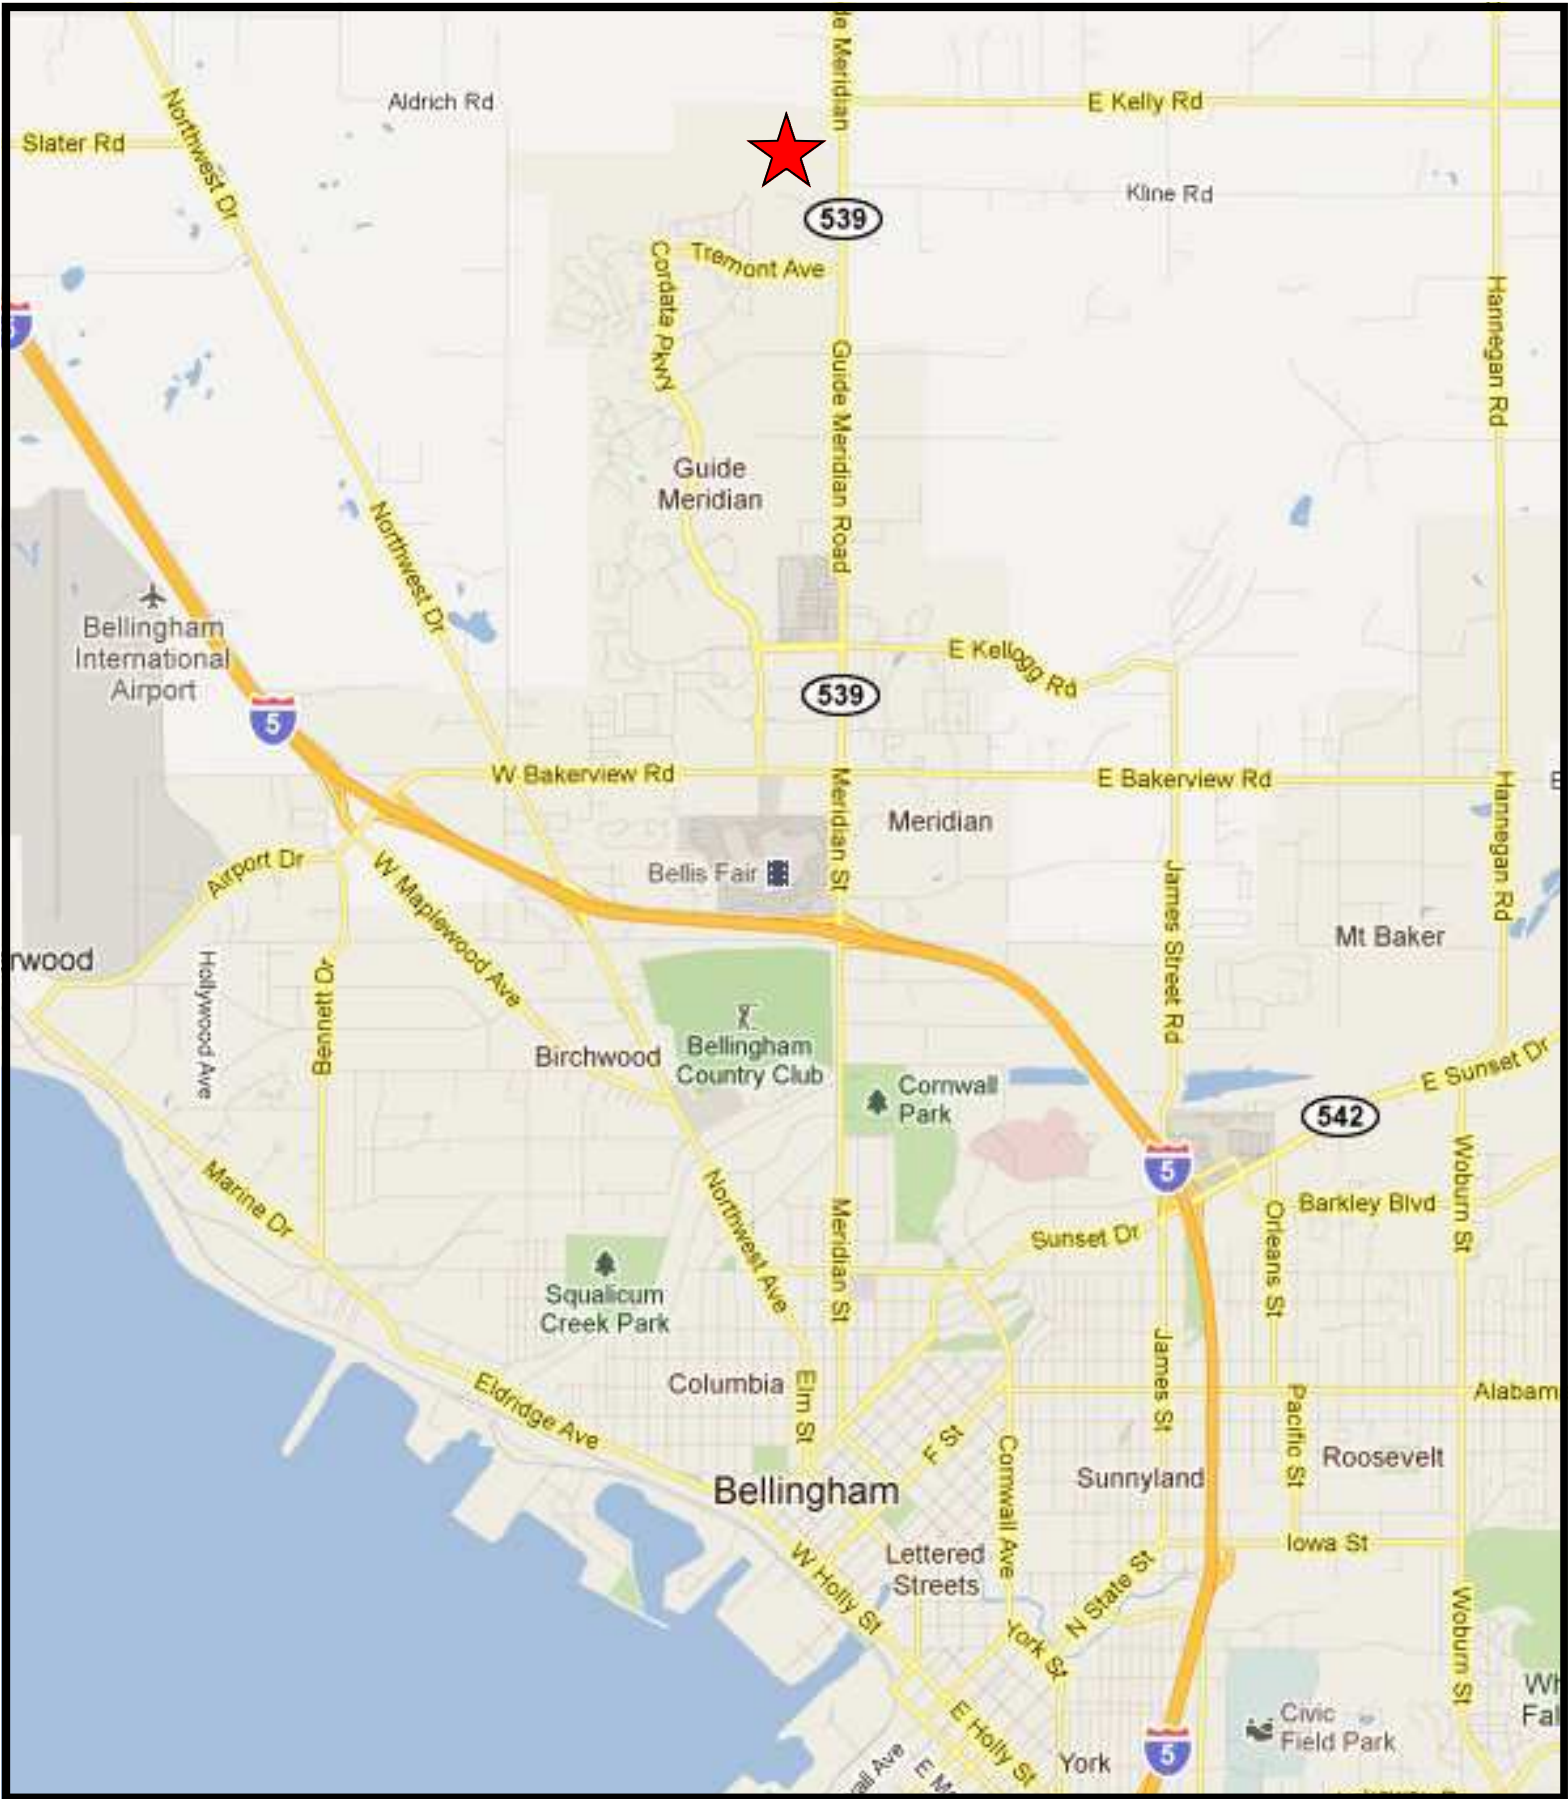 de Meridian
Aldrich Rd
E Kelly Rd
Slater Rd
Northwest Dr
Kline Rd
539
Tremont Ave
Cordata Pkwy
Hannegan Rd
Guide Meridian Road
Guide
Meridian
Northwest Dr
Bellingham
International
Airport
E Kellogg Rd
539
5
W Bakerview Rd
E Bakerview Rd
Meridian St
Meridian
Hannegan Rd
Airport Dr
W Maplewood Ave
Bellis Fair
James Street Rd
Mt Baker
rwood
Hollywood Ave
Bennett Dr
Birchwood
Bellingham
Country Club
Cornwall
Park
E Sunset Dr
542
5
Woburn St
Marine Dr
Northwest Ave
Meridian St
Sunset Dr
Orleans St
Barkley Blvd
Squalicum
Creek Park
James St
Columbia
Elm St
Eldridge Ave
Alabam
Pacific St
F St
Cornwall Ave
Roosevelt
Sunnyland
Bellingham
W Holly St
Lettered
Streets
Iowa St
N State St
York St
Woburn St
Wh
Fal
E Holly St
Civic
Field Park
York
5
all Ave
E M